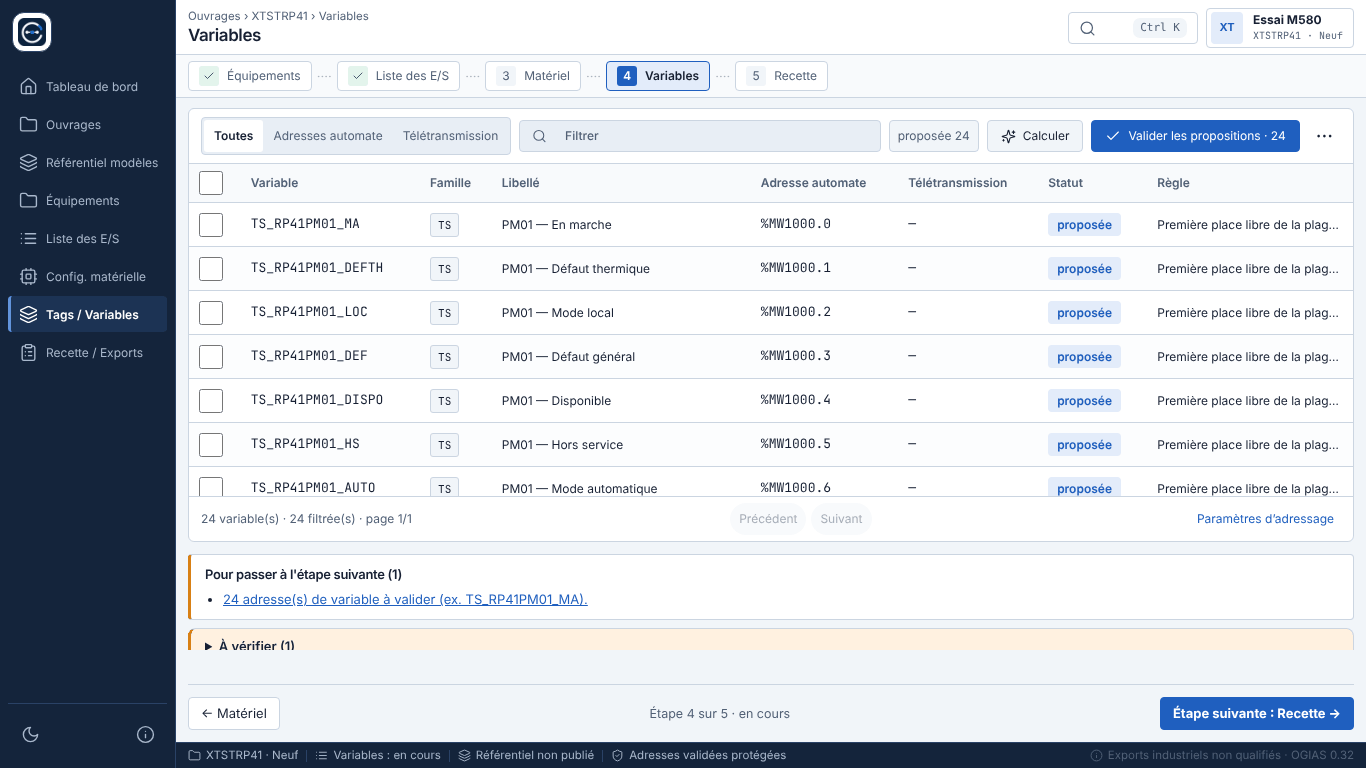 Ouvrages › XTSTRP41 › Variables
Variables
Ctrl K
XT
Essai M580
XTSTRP41 · Neuf
Tableau de bord
Ouvrages
Référentiel modèles
Équipements
Liste des E/S
Config. matérielle
Tags / Variables
Recette / Exports
Équipements
Liste des E/S
3 Matériel
4 Variables
5 Recette
Toutes Adresses automate Télétransmission
Filtrer
proposée 24
Calculer
Valider les propositions · 24
Variable Famille Libellé Adresse automate Télétransmission Statut Règle
TS_RP41PM01_MA TS PM01 — En marche %MW1000.0 — proposée Première place libre de la plag…
TS_RP41PM01_DEFTH TS PM01 — Défaut thermique %MW1000.1 — proposée Première place libre de la plag…
TS_RP41PM01_LOC TS PM01 — Mode local %MW1000.2 — proposée Première place libre de la plag…
TS_RP41PM01_DEF TS PM01 — Défaut général %MW1000.3 — proposée Première place libre de la plag…
TS_RP41PM01_DISPO TS PM01 — Disponible %MW1000.4 — proposée Première place libre de la plag…
TS_RP41PM01_HS TS PM01 — Hors service %MW1000.5 — proposée Première place libre de la plag…
TS_RP41PM01_AUTO TS PM01 — Mode automatique %MW1000.6 — proposée Première place libre de la plag…
24 variable(s) · 24 filtrée(s) · page 1/1
Précédent Suivant
Paramètres d’adressage
Pour passer à l'étape suivante (1)
• 24 adresse(s) de variable à valider (ex. TS_RP41PM01_MA).
▶ À vérifier (1)
← Matériel
Étape 4 sur 5 · en cours
Étape suivante : Recette →
XTSTRP41 · Neuf
Variables : en cours
Référentiel non publié
Adresses validées protégées
Exports industriels non qualifiés · OGIAS 0.32